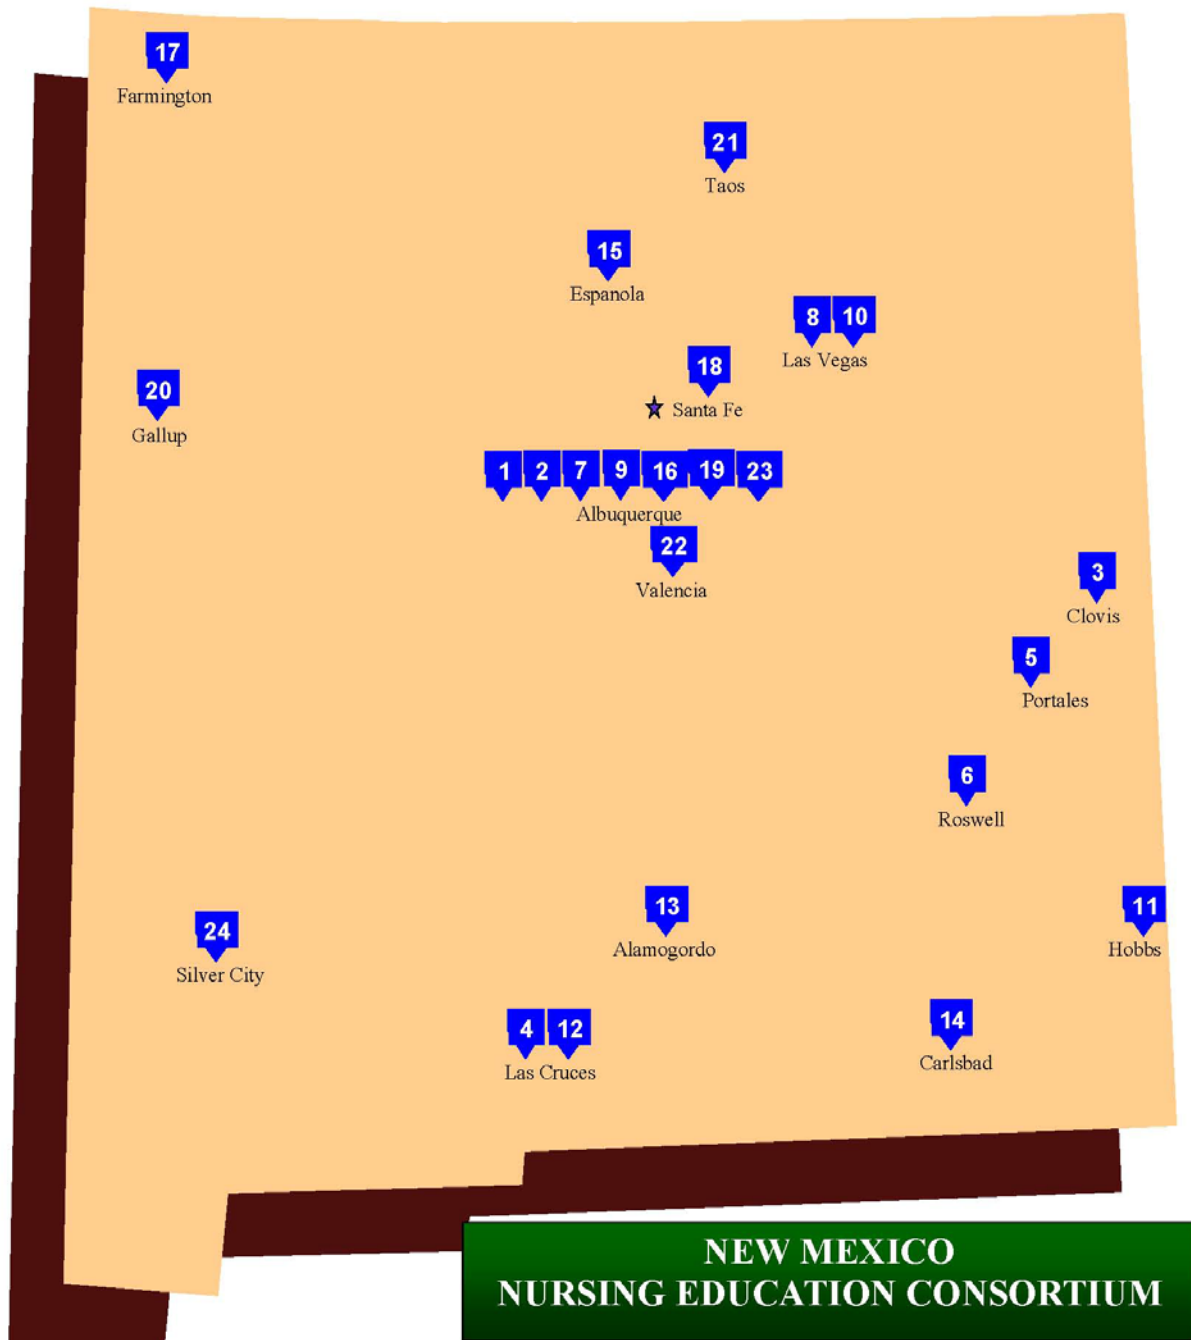 17
Farmington
21
Taos
15
Espanola
8 10
Las Vegas
18
Santa Fe
20
Gallup
1 2 7 9 16 19 23
Albuquerque
22
Valencia
3
Clovis
5
Portales
6
Roswell
13
Alamogordo
11
Hobbs
24
Silver City
4 12
Las Cruces
14
Carlsbad
NEW MEXICO
NURSING EDUCATION CONSORTIUM